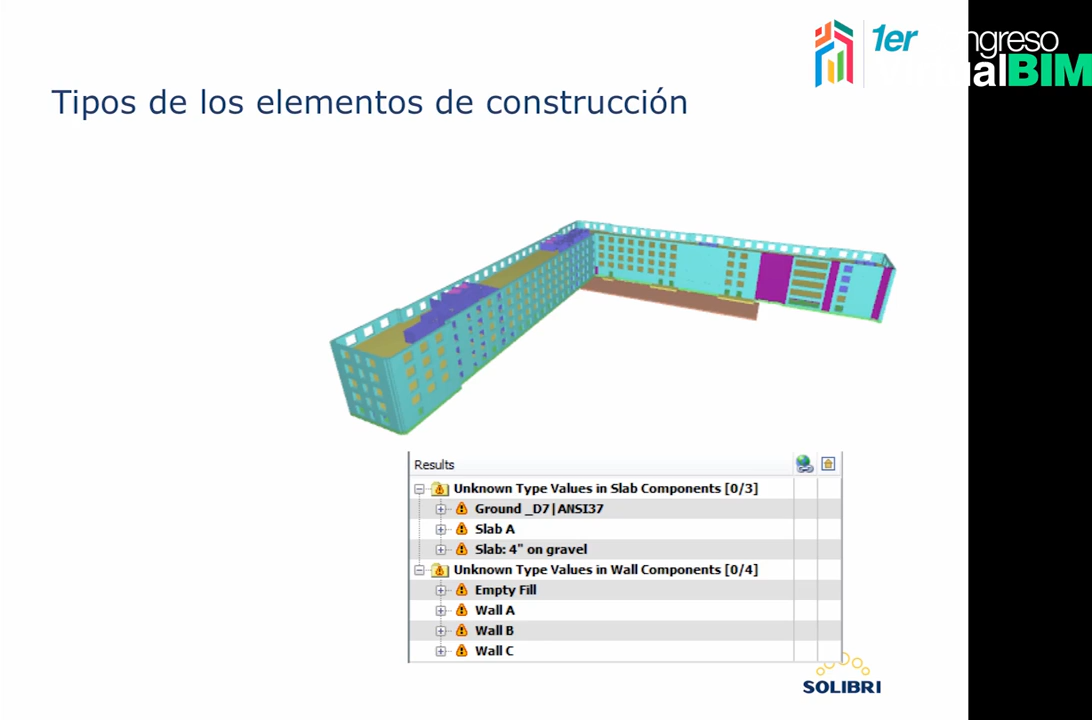 1er
ngreso
ualBIM
Tipos de los elementos de construcción
Results
Unknown Type Values in Slab Components [0/3]
Ground _D7|ANSI37
Slab A
Slab: 4" on gravel
Unknown Type Values in Wall Components [0/4]
Empty Fill
Wall A
Wall B
Wall C
SOLIBRI